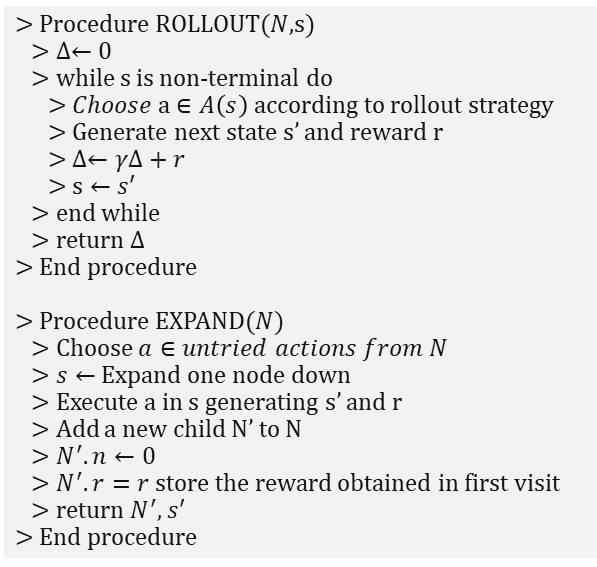 > Procedure ROLLOUT(N,s)
> Δ← 0
> while s is non-terminal do
> Choose a ∈ A(s) according to rollout strategy
> Generate next state s’ and reward r
> Δ← γΔ + r
> s ← s′
> end while
> return Δ
> End procedure
> Procedure EXPAND(N)
> Choose a ∈ untried actions from N
> s ← Expand one node down
> Execute a in s generating s’ and r
> Add a new child N’ to N
> N′.n ← 0
> N′.r = r store the reward obtained in first visit
> return N′, s′
> End procedure